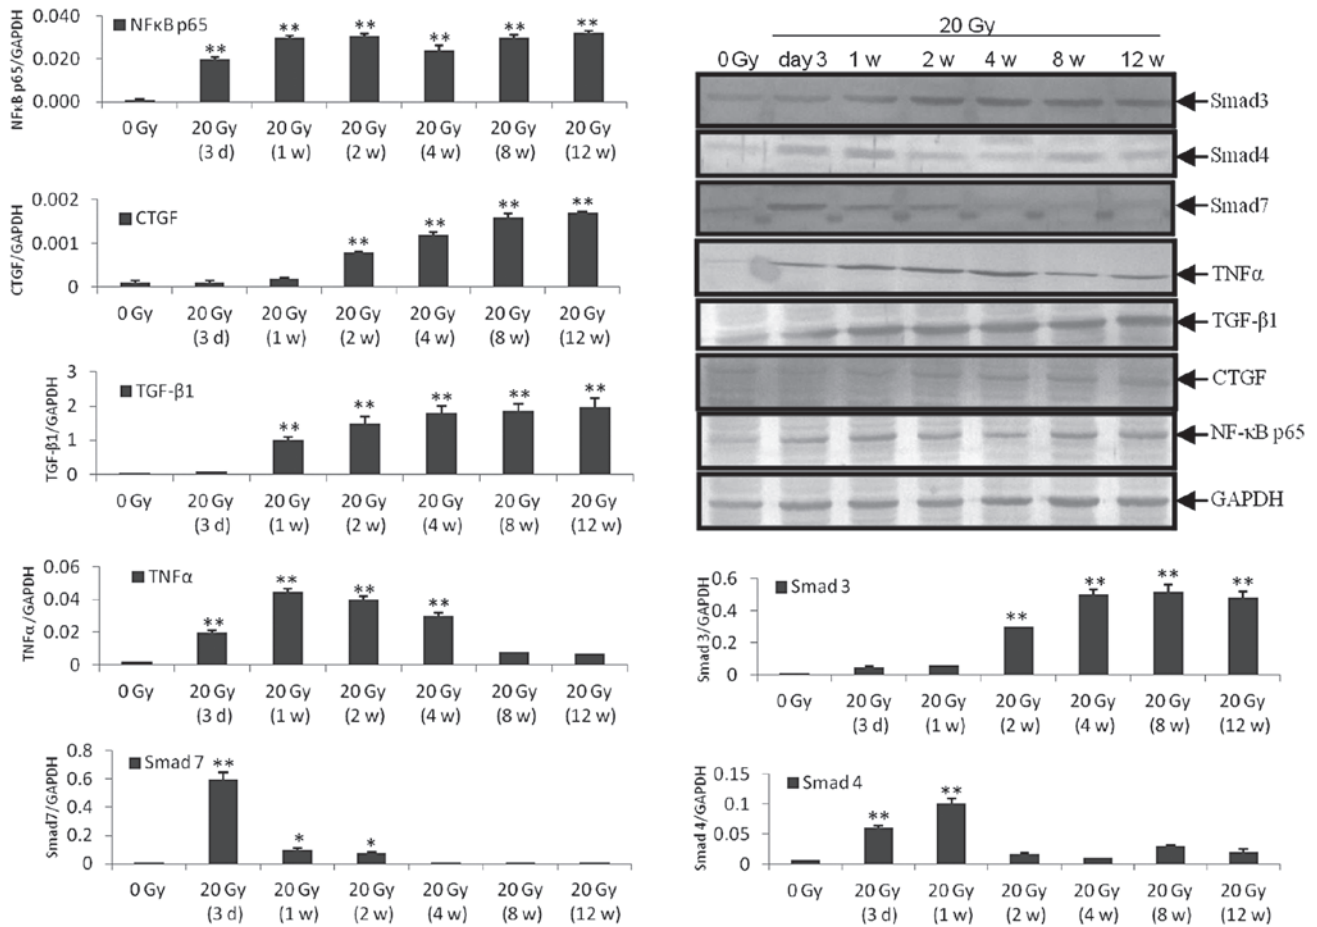 NFκB p65/GAPDH
0.040
0.020
0.000
NFκB p65
** ** ** ** ** **
0 Gy 20 Gy 20 Gy 20 Gy 20 Gy 20 Gy 20 Gy
(3 d) (1 w) (2 w) (4 w) (8 w) (12 w)
CTGF/GAPDH
0.002
0.001
0
CTGF
** ** ** **
0 Gy 20 Gy 20 Gy 20 Gy 20 Gy 20 Gy 20 Gy
(3 d) (1 w) (2 w) (4 w) (8 w) (12 w)
TGF-β1/GAPDH
3
2
1
0
TGF-β1
** ** ** ** **
0 Gy 20 Gy 20 Gy 20 Gy 20 Gy 20 Gy 20 Gy
(3 d) (1 w) (2 w) (4 w) (8 w) (12 w)
TNFα/GAPDH
0.06
0.04
0.02
0
TNFα
** ** ** **
0 Gy 20 Gy 20 Gy 20 Gy 20 Gy 20 Gy 20 Gy
(3 d) (1 w) (2 w) (4 w) (8 w) (12 w)
Smad7/GAPDH
0.8
0.6
0.4
0.2
0
Smad 7
** * *
0 Gy 20 Gy 20 Gy 20 Gy 20 Gy 20 Gy 20 Gy
(3 d) (1 w) (2 w) (4 w) (8 w) (12 w)
20 Gy
0 Gy day 3 1 w 2 w 4 w 8 w 12 w
Smad3
Smad4
Smad7
TNFα
TGF-β1
CTGF
NF-κB p65
GAPDH
Smad 3/GAPDH
0.6
0.4
0.2
0
Smad 3
** ** ** **
0 Gy 20 Gy 20 Gy 20 Gy 20 Gy 20 Gy 20 Gy
(3 d) (1 w) (2 w) (4 w) (8 w) (12 w)
Smad 4/GAPDH
0.15
0.1
0.05
0
Smad 4
** **
0 Gy 20 Gy 20 Gy 20 Gy 20 Gy 20 Gy 20 Gy
(3 d) (1 w) (2 w) (4 w) (8 w) (12 w)